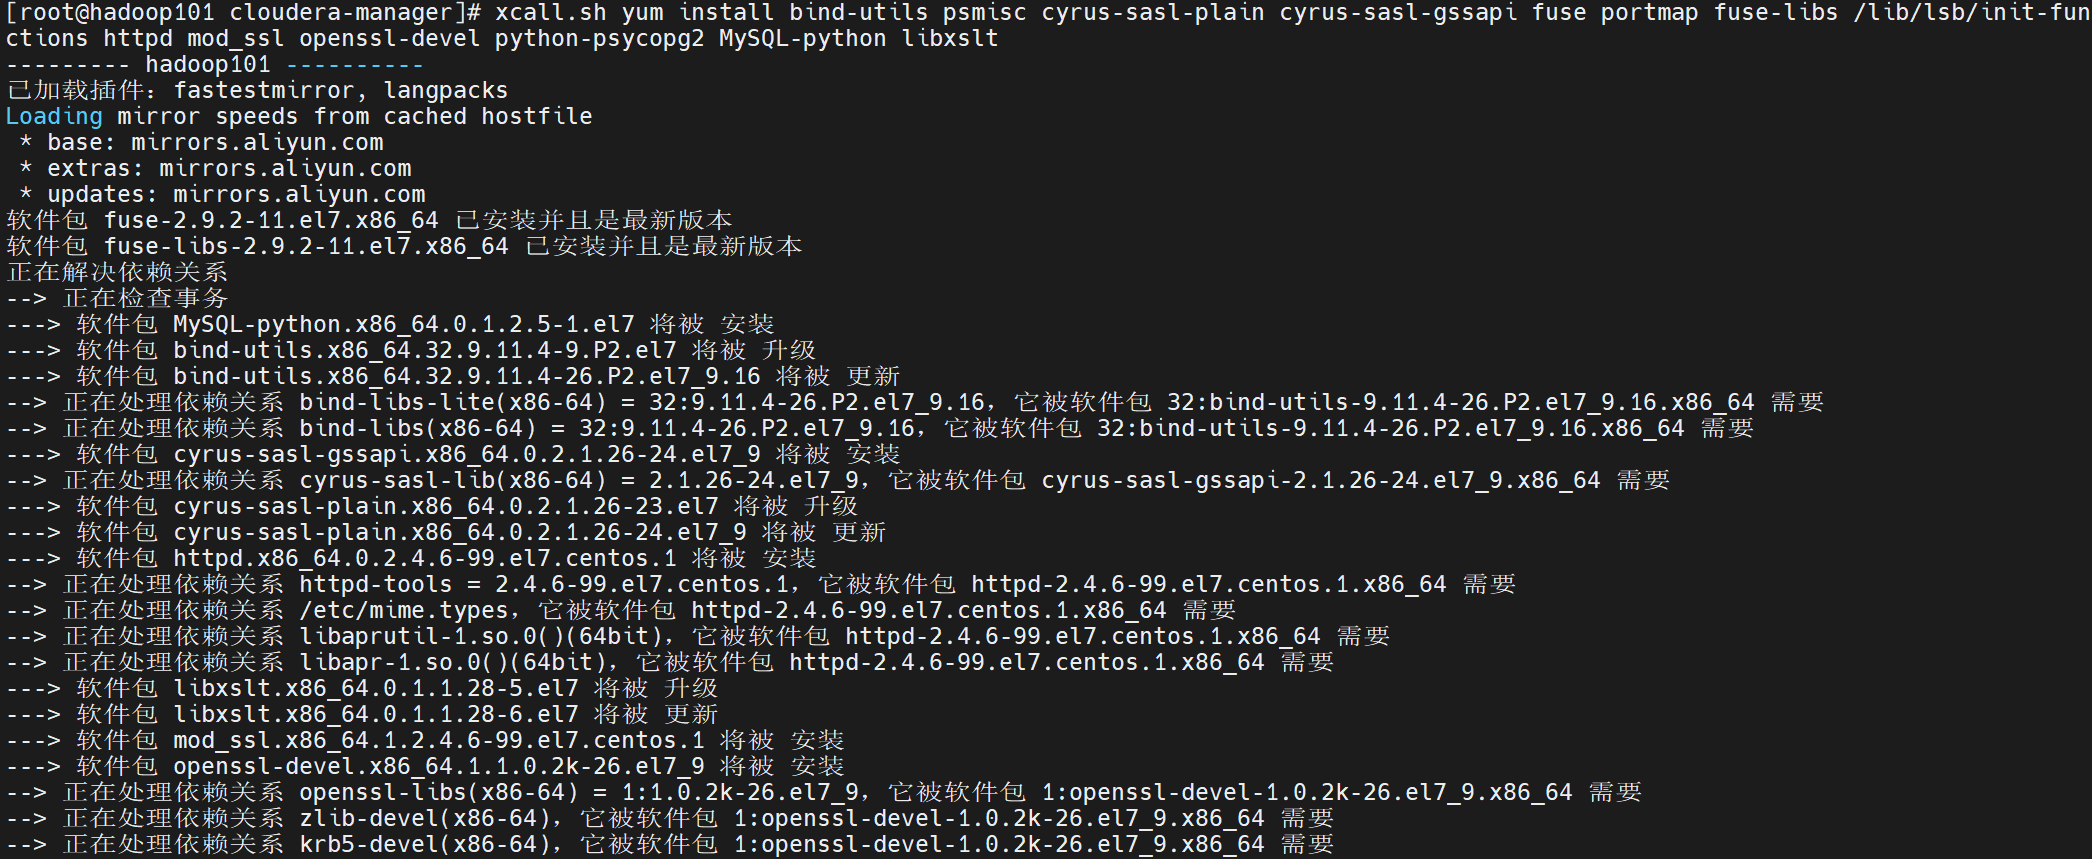 [root@hadoop101 cloudera-manager]# xcall.sh yum install bind-utils psmisc cyrus-sasl-plain cyrus-sasl-gssapi fuse portmap fuse-libs /lib/lsb/init-fun
ctions httpd mod_ssl openssl-devel python-psycopg2 MySQL-python libxslt
--------- hadoop101 ----------
已加载插件：fastestmirror, langpacks
Loading mirror speeds from cached hostfile
 * base: mirrors.aliyun.com
 * extras: mirrors.aliyun.com
 * updates: mirrors.aliyun.com
软件包 fuse-2.9.2-11.el7.x86_64 已安装并且是最新版本
软件包 fuse-libs-2.9.2-11.el7.x86_64 已安装并且是最新版本
正在解决依赖关系
--> 正在检查事务
---> 软件包 MySQL-python.x86_64.0.1.2.5-1.el7 将被 安装
---> 软件包 bind-utils.x86_64.32.9.11.4-9.P2.el7 将被 升级
---> 软件包 bind-utils.x86_64.32.9.11.4-26.P2.el7_9.16 将被 更新
--> 正在处理依赖关系 bind-libs-lite(x86-64) = 32:9.11.4-26.P2.el7_9.16，它被软件包 32:bind-utils-9.11.4-26.P2.el7_9.16.x86_64 需要
--> 正在处理依赖关系 bind-libs(x86-64) = 32:9.11.4-26.P2.el7_9.16，它被软件包 32:bind-utils-9.11.4-26.P2.el7_9.16.x86_64 需要
---> 软件包 cyrus-sasl-gssapi.x86_64.0.2.1.26-24.el7_9 将被 安装
--> 正在处理依赖关系 cyrus-sasl-lib(x86-64) = 2.1.26-24.el7_9，它被软件包 cyrus-sasl-gssapi-2.1.26-24.el7_9.x86_64 需要
---> 软件包 cyrus-sasl-plain.x86_64.0.2.1.26-23.el7 将被 升级
---> 软件包 cyrus-sasl-plain.x86_64.0.2.1.26-24.el7_9 将被 更新
---> 软件包 httpd.x86_64.0.2.4.6-99.el7.centos.1 将被 安装
--> 正在处理依赖关系 httpd-tools = 2.4.6-99.el7.centos.1，它被软件包 httpd-2.4.6-99.el7.centos.1.x86_64 需要
--> 正在处理依赖关系 /etc/mime.types，它被软件包 httpd-2.4.6-99.el7.centos.1.x86_64 需要
--> 正在处理依赖关系 libaprutil-1.so.0()(64bit)，它被软件包 httpd-2.4.6-99.el7.centos.1.x86_64 需要
--> 正在处理依赖关系 libapr-1.so.0()(64bit)，它被软件包 httpd-2.4.6-99.el7.centos.1.x86_64 需要
---> 软件包 libxslt.x86_64.0.1.1.28-5.el7 将被 升级
---> 软件包 libxslt.x86_64.0.1.1.28-6.el7 将被 更新
---> 软件包 mod_ssl.x86_64.1.2.4.6-99.el7.centos.1 将被 安装
---> 软件包 openssl-devel.x86_64.1.1.0.2k-26.el7_9 将被 安装
--> 正在处理依赖关系 openssl-libs(x86-64) = 1:1.0.2k-26.el7_9，它被软件包 1:openssl-devel-1.0.2k-26.el7_9.x86_64 需要
--> 正在处理依赖关系 zlib-devel(x86-64)，它被软件包 1:openssl-devel-1.0.2k-26.el7_9.x86_64 需要
--> 正在处理依赖关系 krb5-devel(x86-64)，它被软件包 1:openssl-devel-1.0.2k-26.el7_9.x86_64 需要